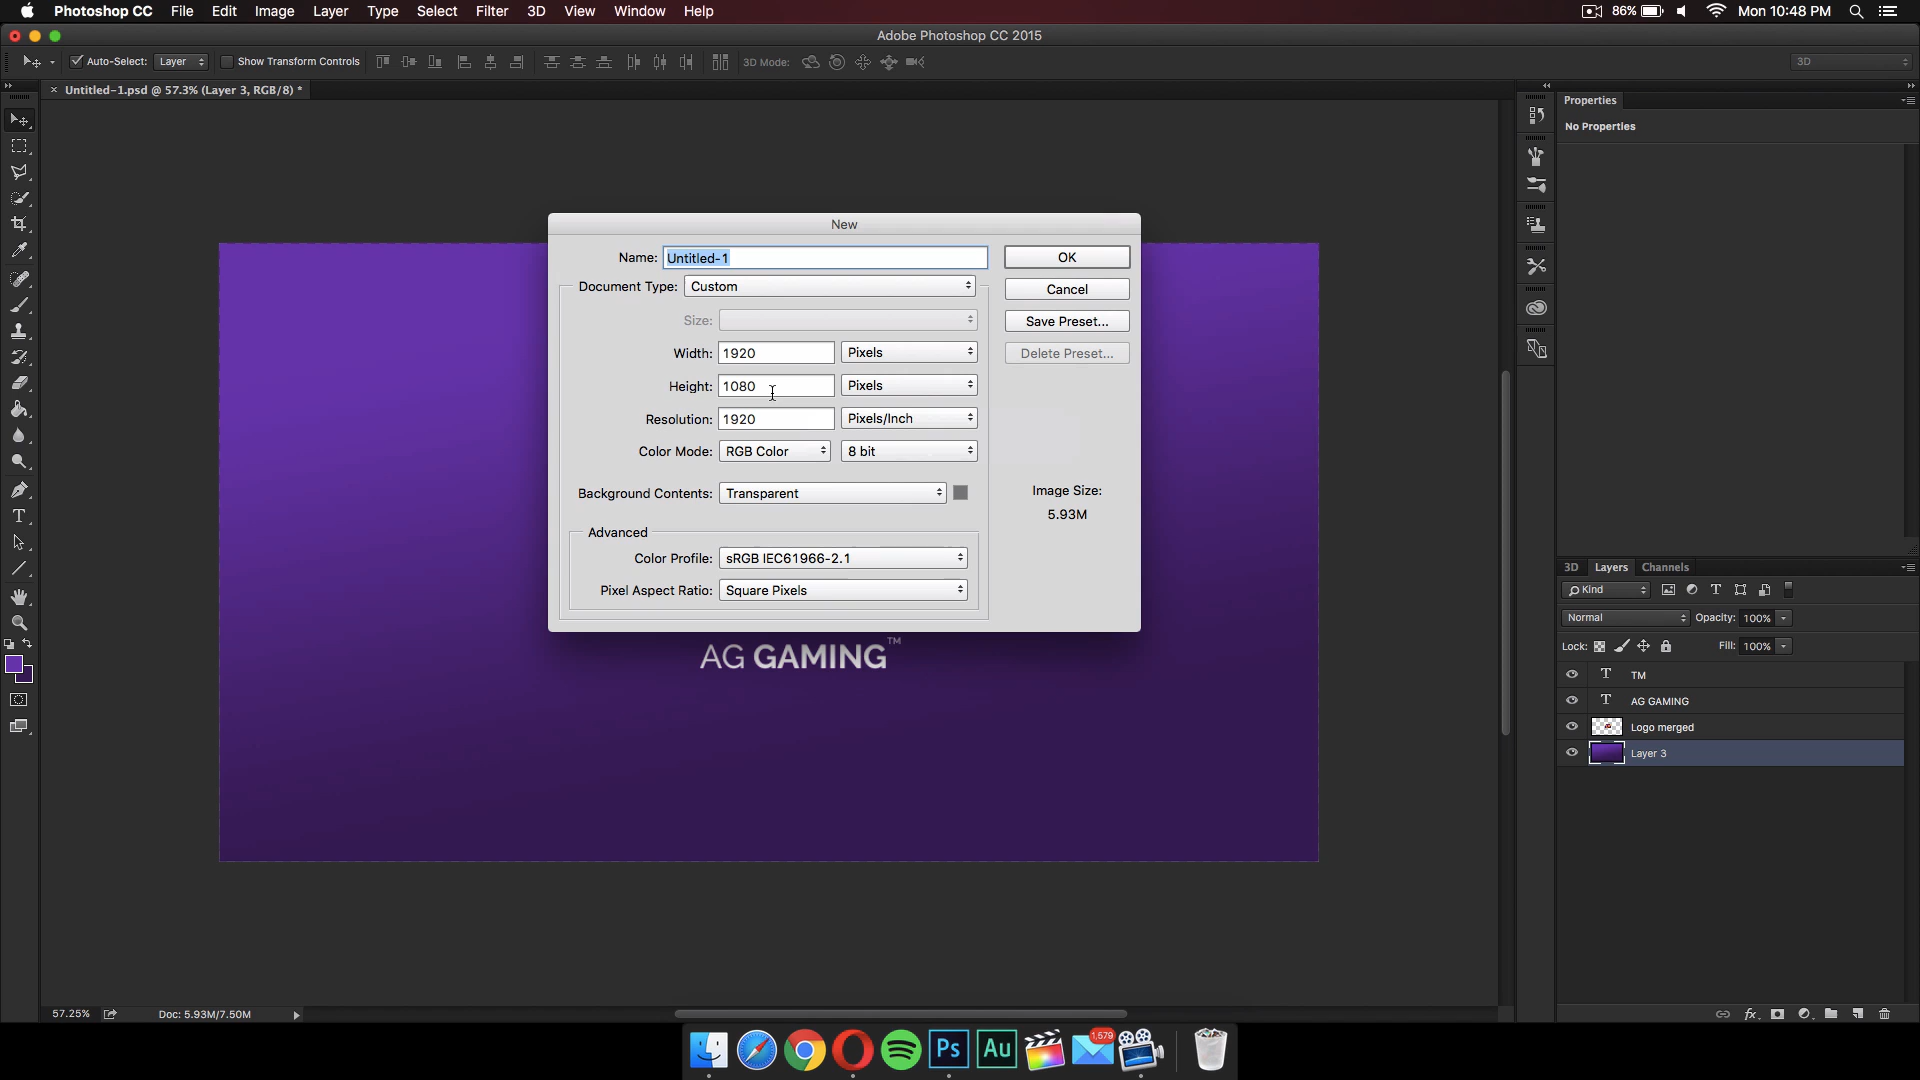 Photoshop CC File Edit Image Layer Type Select Filter 3D View Window Help 86% Mon 10:48 PM
Adobe Photoshop CC 2015
Auto-Select: Layer Show Transform Controls 3D Mode: 3D
× Untitled-1.psd @ 57.3% (Layer 3, RGB/8) *
Properties
No Properties
New
Name: Untitled-1 OK
Document Type: Custom Cancel
Size: Save Preset...
Width: 1920 Pixels Delete Preset...
Height: 1080 Pixels
Resolution: 1920 Pixels/Inch
Color Mode: RGB Color 8 bit
Background Contents: Transparent
Image Size:
5.93M
Advanced
Color Profile: sRGB IEC61966-2.1
Pixel Aspect Ratio: Square Pixels
AG GAMING™
3D Layers Channels
Kind
Normal Opacity: 100%
Lock: Fill: 100%
T TM
T AG GAMING
Logo merged
Layer 3
57.25% Doc: 5.93M/7.50M
Ps Au 1,579